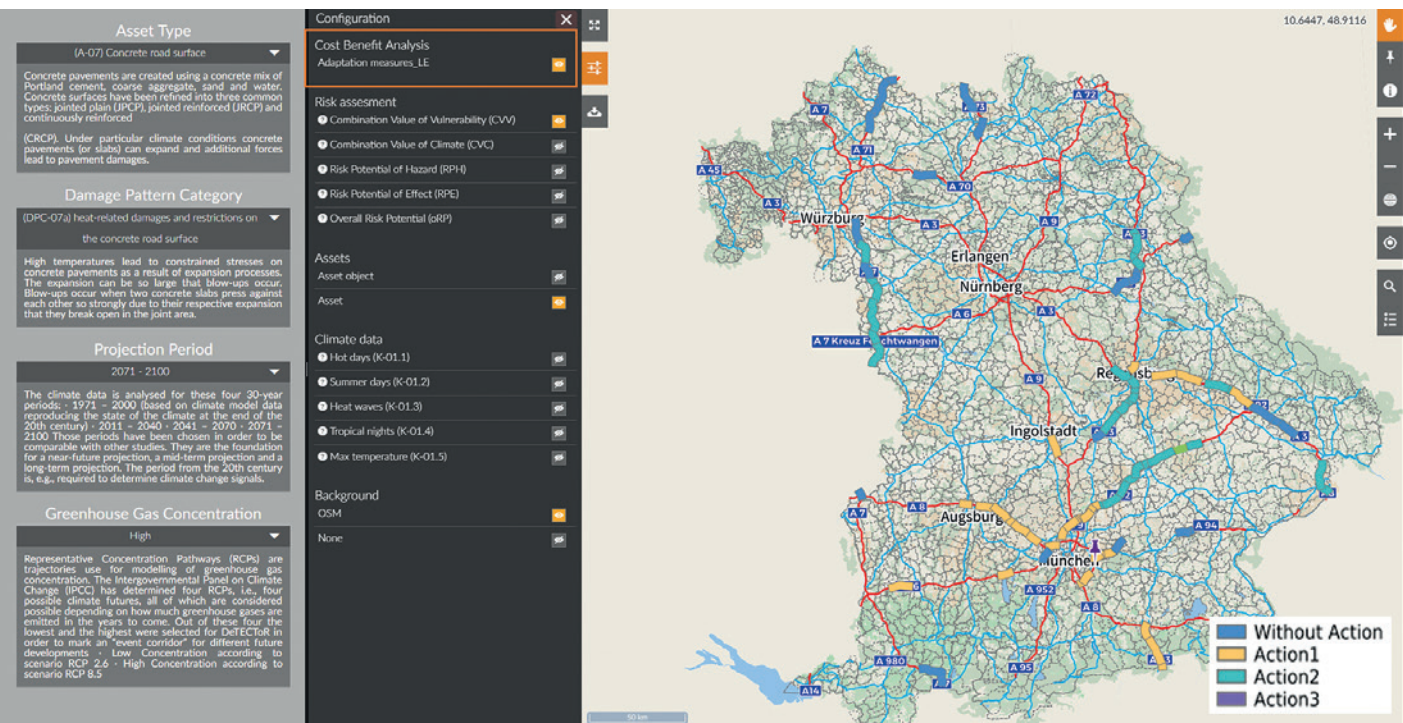 Asset Type
(A-07) Concrete road surface
Concrete pavements are created using a concrete mix of
Portland cement, coarse aggregate, sand and water.
Concrete surfaces have been refined into three common
types: jointed plain (JPCP), jointed reinforced (JRCP) and
continuously reinforced
(CRCP). Under particular climate conditions concrete
pavements (or slabs) can expand and additional forces
lead to pavement damages.
Damage Pattern Category
(DPC-07a) heat-related damages and restrictions on
the concrete road surface
High temperatures lead to constrained stresses on
concrete pavements as a result of expansion processes.
The expansion can be so large that blow-ups occur.
Blow-ups occur when two concrete slabs press against
each other so strongly due to their respective expansion
that they break open in the joint area.
Projection Period
2071 - 2100
The climate data is analysed for these four 30-year
periods: - 1971 – 2000 (based on climate model data
reproducing the state of the climate at the end of the
20th century) - 2011 – 2040 - 2041 – 2070 - 2071 –
2100 Those periods have been chosen in order to be
comparable with other studies. They are the foundation
for a near-future projection, a mid-term projection and a
long-term projection. The period from the 20th century
is, e.g., required to determine climate change signals.
Greenhouse Gas Concentration
High
Representative Concentration Pathways (RCPs) are
trajectories use for modelling of greenhouse gas
concentration. The Intergovernmental Panel on Climate
Change (IPCC) has determined four RCPs, i.e., four
possible climate futures, all of which are considered
possible depending on how much greenhouse gases are
emitted in the years to come. Out of these four the
lowest and the highest were selected for DeTECToR in
order to mark an "event corridor" for different future
developments - Low Concentration according to
scenario RCP 2.6 - High Concentration according to
scenario RCP 8.5
Configuration
Cost Benefit Analysis
Adaptation measures_LE
Risk assesment
Combination Value of Vulnerability (CVV)
Combination Value of Climate (CVC)
Risk Potential of Hazard (RPH)
Risk Potential of Effect (RPE)
Overall Risk Potential (oRP)
Assets
Asset object
Asset
Climate data
Hot days (K-01.1)
Summer days (K-01.2)
Heat waves (K-01.3)
Tropical nights (K-01.4)
Max temperature (K-01.5)
Background
OSM
None
10.6447, 48.9116
A 72
A 7
A 71
A 45
A 70
A 3
Würzburg
A 3
A 9
Erlangen
Nürnberg
A 6
A 3
A 7 Kreuz
A 9
Ingolstadt
A 3
A 7
A 8
Augsburg
A 94
München
A 952
A 8
A 980
A 95
A14
50 km
Without Action
Action1
Action2
Action3